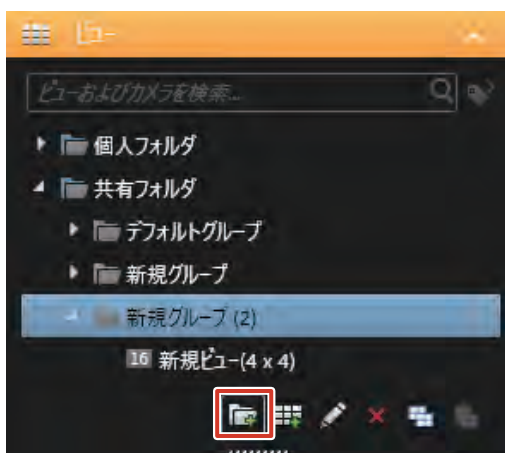 ビュー
ビューおよびカメラを検索...
個人フォルダ
共有フォルダ
デフォルトグループ
新規グループ
新規グループ (2)
16 新規ビュー(4 x 4)